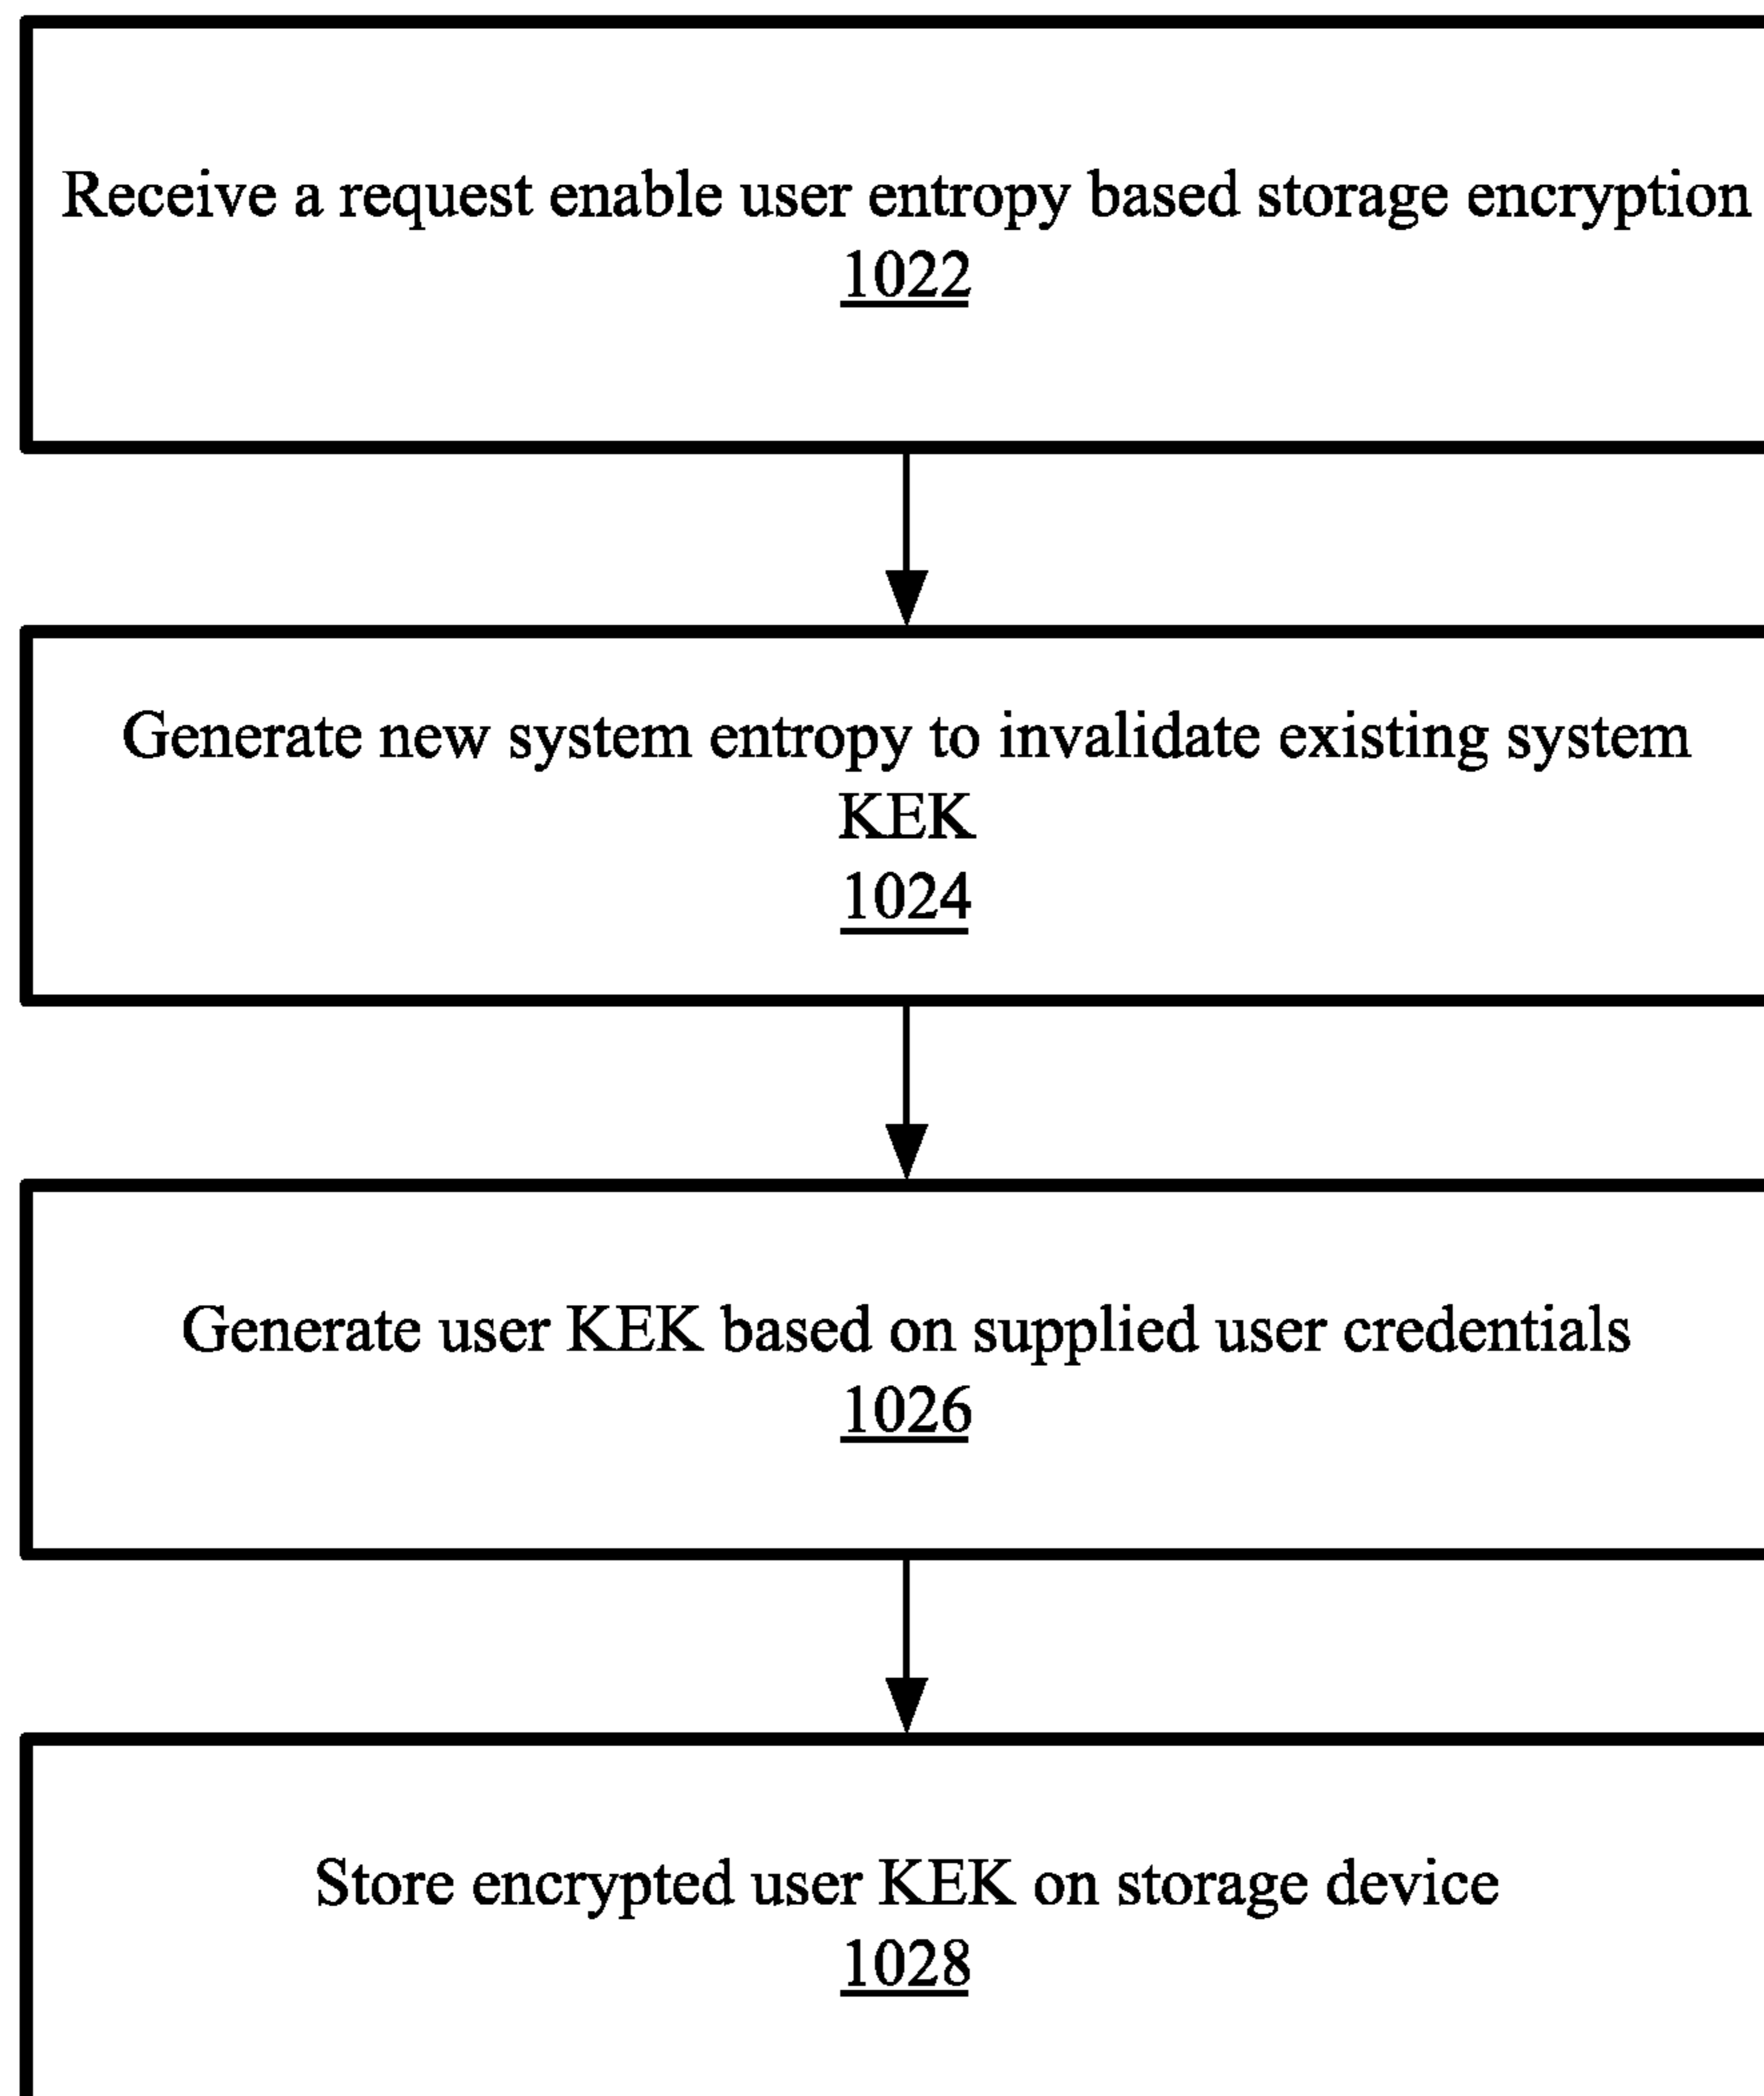 Receive a request enable user entropy based storage encryption
1022
Generate new system entropy to invalidate existing system
KEK
1024
Generate user KEK based on supplied user credentials
1026
Store encrypted user KEK on storage device
1028